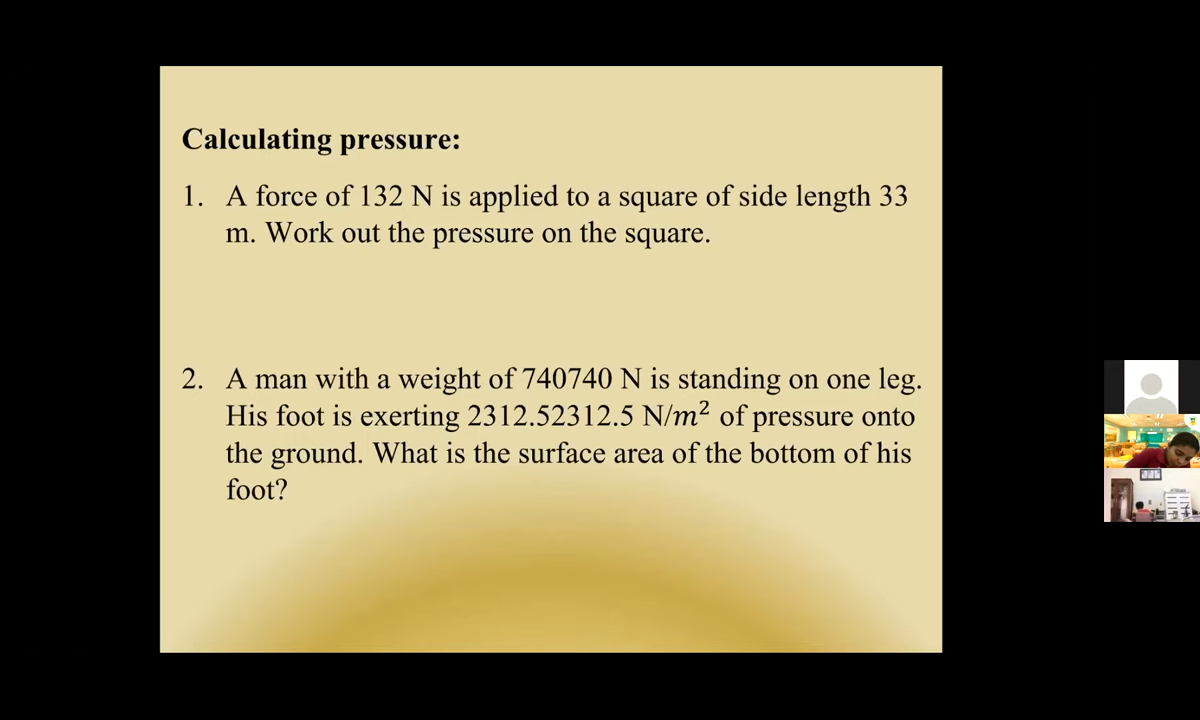 Calculating pressure:
1. A force of 132 N is applied to a square of side length 33
m. Work out the pressure on the square.
2. A man with a weight of 740740 N is standing on one leg.
His foot is exerting 2312.52312.5 N/m² of pressure onto
the ground. What is the surface area of the bottom of his
foot?